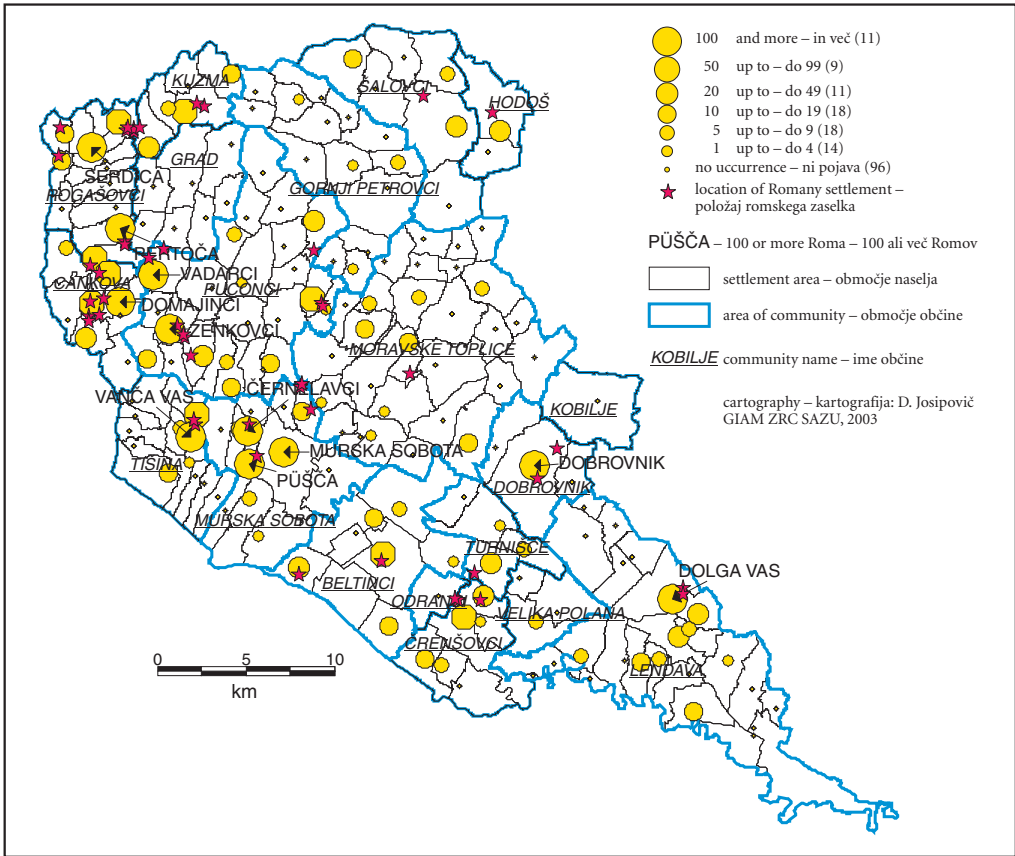 100 and more – in več (11)
50 up to – do 99 (9)
20 up to – do 49 (11)
10 up to – do 19 (18)
5 up to – do 9 (18)
1 up to – do 4 (14)
no uccurrence – ni pojava (96)
location of Romany settlement –
položaj romskega zaselka
PÜŠČA – 100 or more Roma – 100 ali več Romov
settlement area – območje naselja
area of community – območje občine
KOBILJE community name – ime občine
cartography – kartografija: D. Josipovič
GIAM ZRC SAZU, 2003
KUZMA
ŠALOVCI
HODOŠ
GRAD
SERDICA
ROGAŠOVCI
GORNJI PETROVCI
PERTOČA
VADARCI
CANKOVA
PUCONCI
DOMAJINCI
ŽENKOVCI
MORAVSKE TOPLICE
VANČA VAS
ČERNELAVCI
KOBILJE
MURSKA SOBOTA
DOBROVNIK
TIŠINA
PÜŠČA
DOBROVNIK
MURSKA SOBOTA
TURNIŠČE
DOLGA VAS
BELTINCI
ODRANCI
VELIKA POLANA
CRENŠOVCI
LENDAVA
0 5 10
km